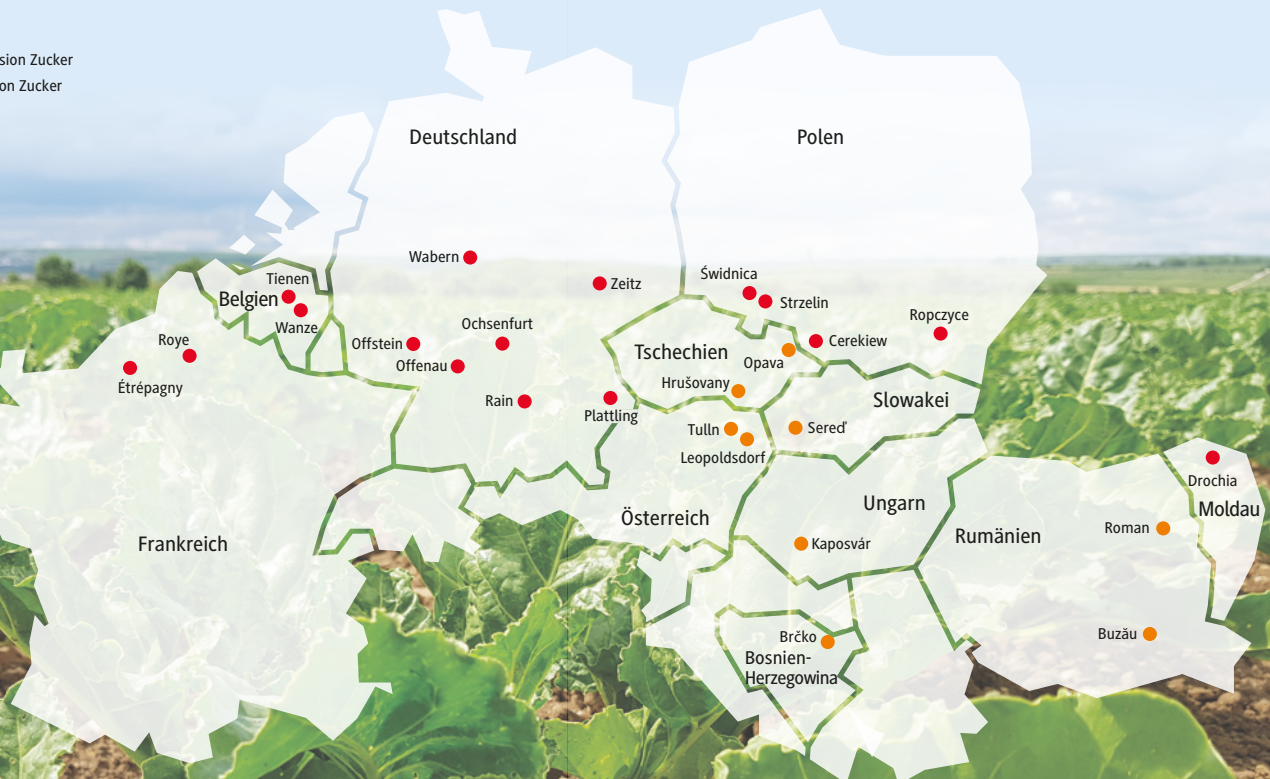 sion Zucker
on Zucker
Deutschland
Polen
Wabern
Zeitz
Świdnica
Strzelin
Tienen
Belgien
Wanze
Ropczyce
Ochsenfurt
Roye
Offstein
Cerekiew
Tschechien
Opava
Offenau
Étrépagny
Hrušovany
Rain
Plattling
Slowakei
Tulln
Sereď
Leopoldsdorf
Drochia
Moldau
Ungarn
Österreich
Roman
Rumänien
Frankreich
Kaposvár
Brčko
Buzău
Bosnien-
Herzegowina